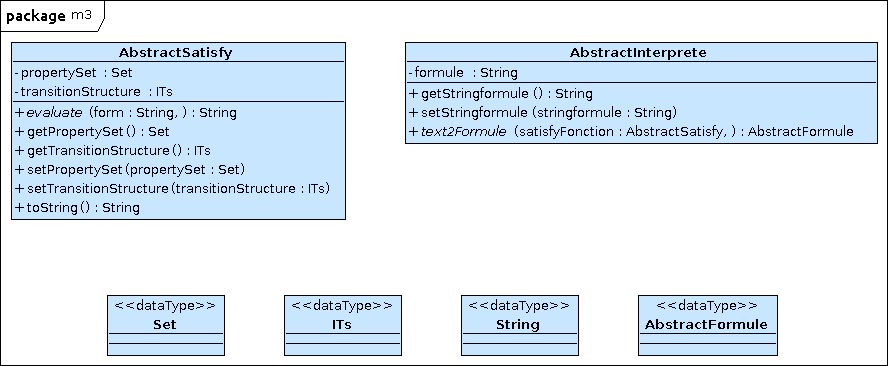 package m3
AbstractSatisfy
- propertySet : Set
- transitionStructure : ITs
+ evaluate (form : String, ) : String
+ getPropertySet() : Set
+ getTransitionStructure() : ITs
+ setPropertySet(propertySet : Set)
+ setTransitionStructure(transitionStructure : ITs)
+ toString() : String
AbstractInterprete
- formule : String
+ getStringformule () : String
+ setStringformule (stringformule : String)
+ text2Formule (satisfyFonction : AbstractSatisfy, ) : AbstractFormule
<<dataType>>
Set
<<dataType>>
ITs
<<dataType>>
String
<<dataType>>
AbstractFormule